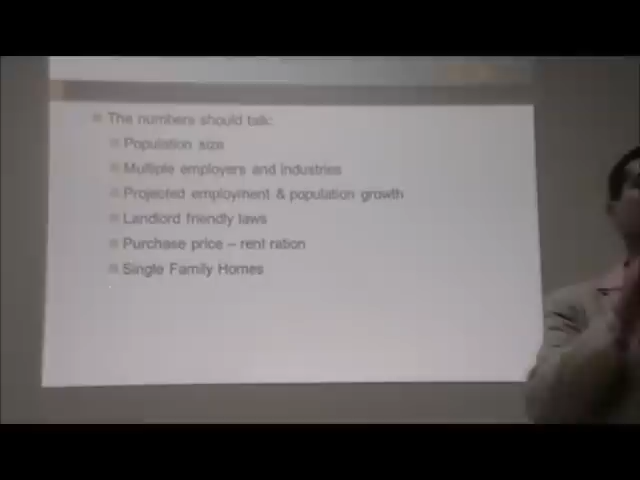 The numbers should talk:
Population size
Multiple employers and industries
Projected employment & population growth
Landlord friendly laws
Purchase price – rent ration
Single Family Homes